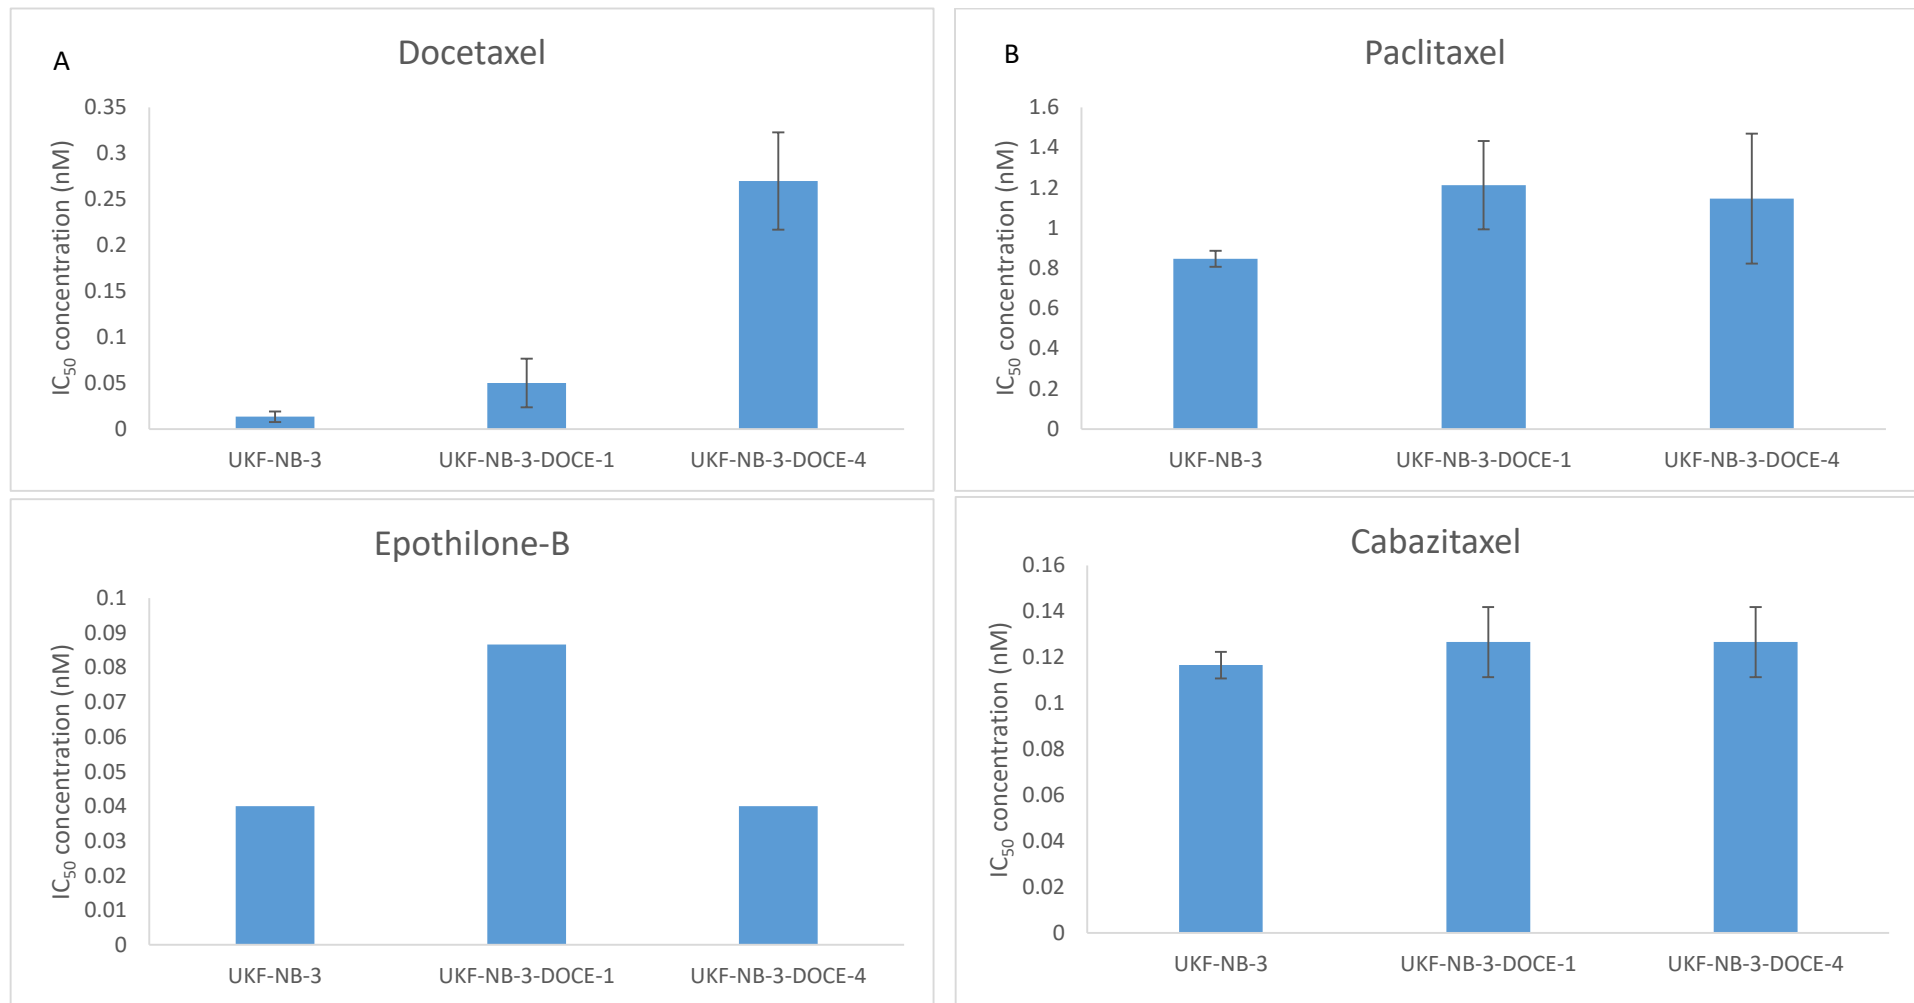 A
Docetaxel
IC50 concentration (nM)
0.35
0.3
0.25
0.2
0.15
0.1
0.05
0
UKF-NB-3
UKF-NB-3-DOCE-1
UKF-NB-3-DOCE-4
B
Paclitaxel
IC50 concentration (nM)
1.6
1.4
1.2
1
0.8
0.6
0.4
0.2
0
UKF-NB-3
UKF-NB-3-DOCE-1
UKF-NB-3-DOCE-4
Epothilone-B
IC50 concentration (nM)
0.1
0.09
0.08
0.07
0.06
0.05
0.04
0.03
0.02
0.01
0
UKF-NB-3
UKF-NB-3-DOCE-1
UKF-NB-3-DOCE-4
Cabazitaxel
IC50 concentration (nM)
0.16
0.14
0.12
0.1
0.08
0.06
0.04
0.02
0
UKF-NB-3
UKF-NB-3-DOCE-1
UKF-NB-3-DOCE-4